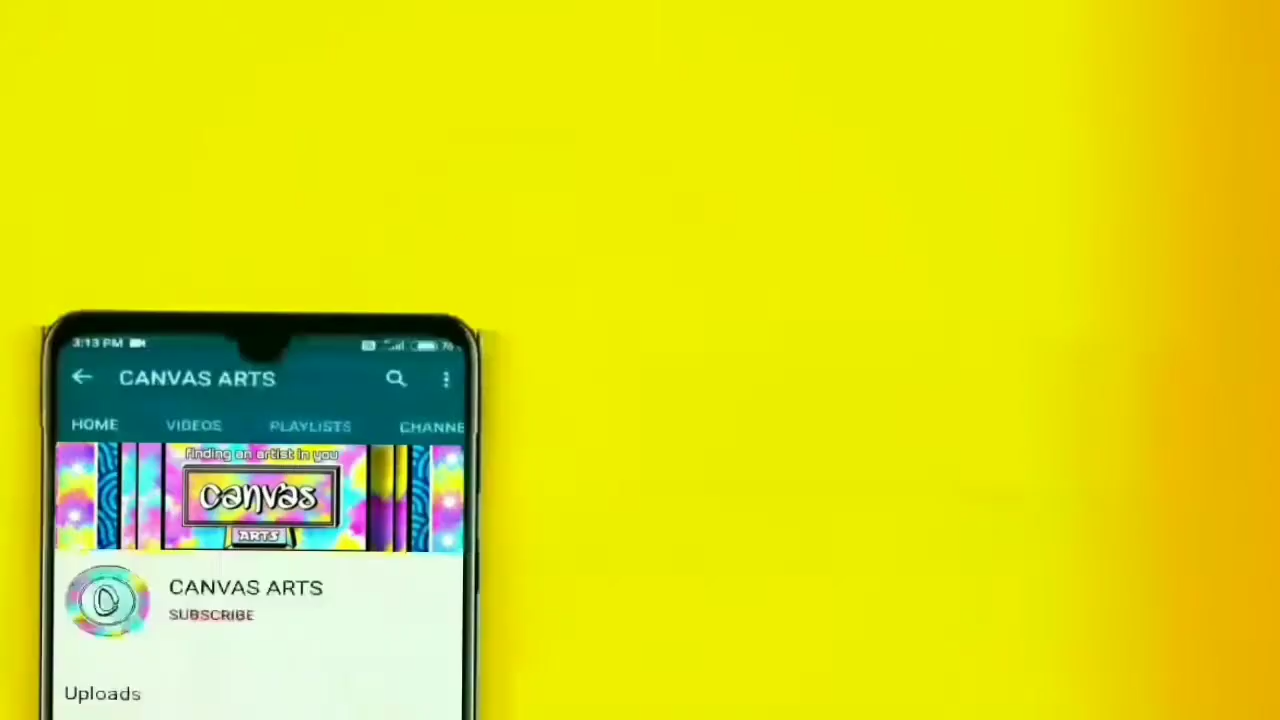 3:13 PM
CANVAS ARTS
HOME VIDEOS PLAYLISTS CHANNE
finding an artist in you
canvas
ARTS
CANVAS ARTS
SUBSCRIBE
Uploads